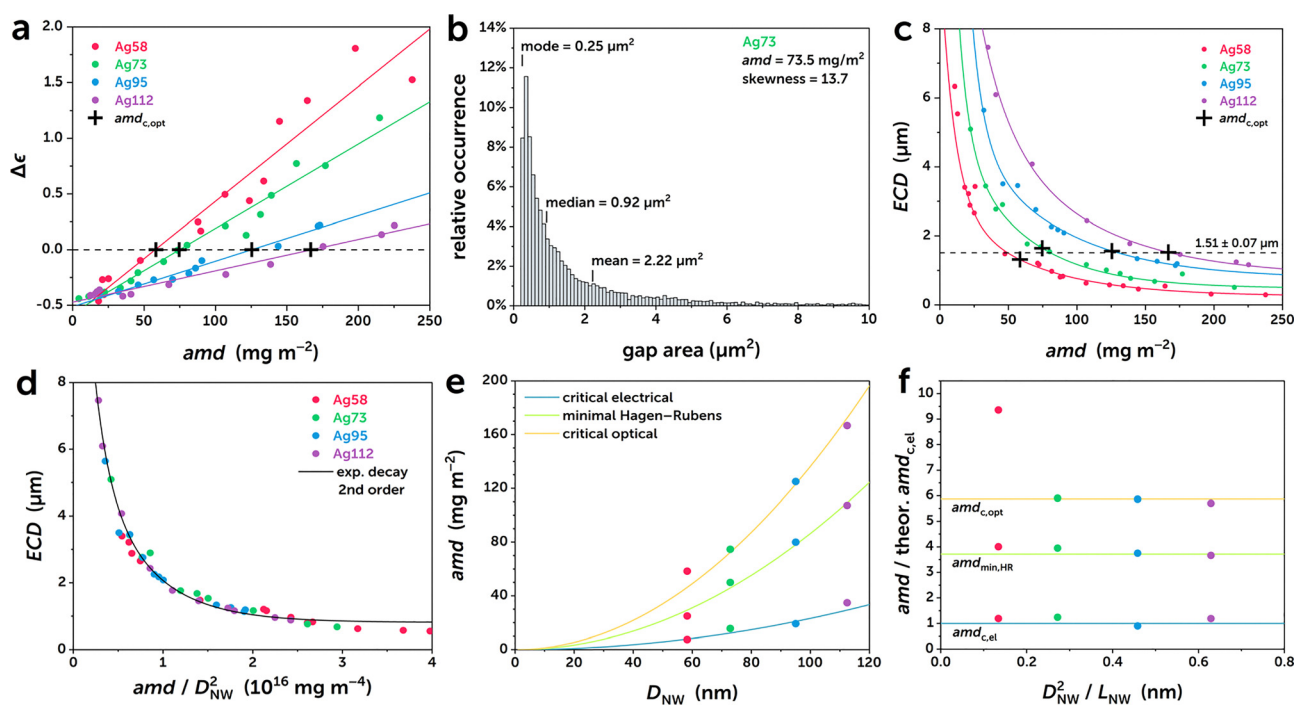 a
2.0
1.5
1.0
0.5
0.0
-0.5
Δϵ
Ag58
Ag73
Ag95
Ag112
amdc,opt
0 50 100 150 200 250
amd (mg m−2)
b
14%
12%
10%
8%
6%
4%
2%
0%
relative occurrence
mode = 0.25 μm²
Ag73
amd = 73.5 mg/m²
skewness = 13.7
median = 0.92 μm²
mean = 2.22 μm²
0 2 4 6 8 10
gap area (μm²)
c
8
6
4
2
0
ECD (μm)
Ag58
Ag73
Ag95
Ag112
amdc,opt
1.51 ± 0.07 μm
0 50 100 150 200 250
amd (mg m−2)
d
8
6
4
2
0
ECD (μm)
Ag58
Ag73
Ag95
Ag112
exp. decay
2nd order
0 1 2 3 4
amd / D²NW (10¹⁶ mg m−4)
e
200
160
120
80
40
0
amd (mg m−2)
critical electrical
minimal Hagen–Rubens
critical optical
0 20 40 60 80 100 120
DNW (nm)
f
10
9
8
7
6
5
4
3
2
1
0
amd / theor. amdc,el
amdc,opt
amdmin,HR
amdc,el
0.0 0.2 0.4 0.6 0.8
D²NW / LNW (nm)